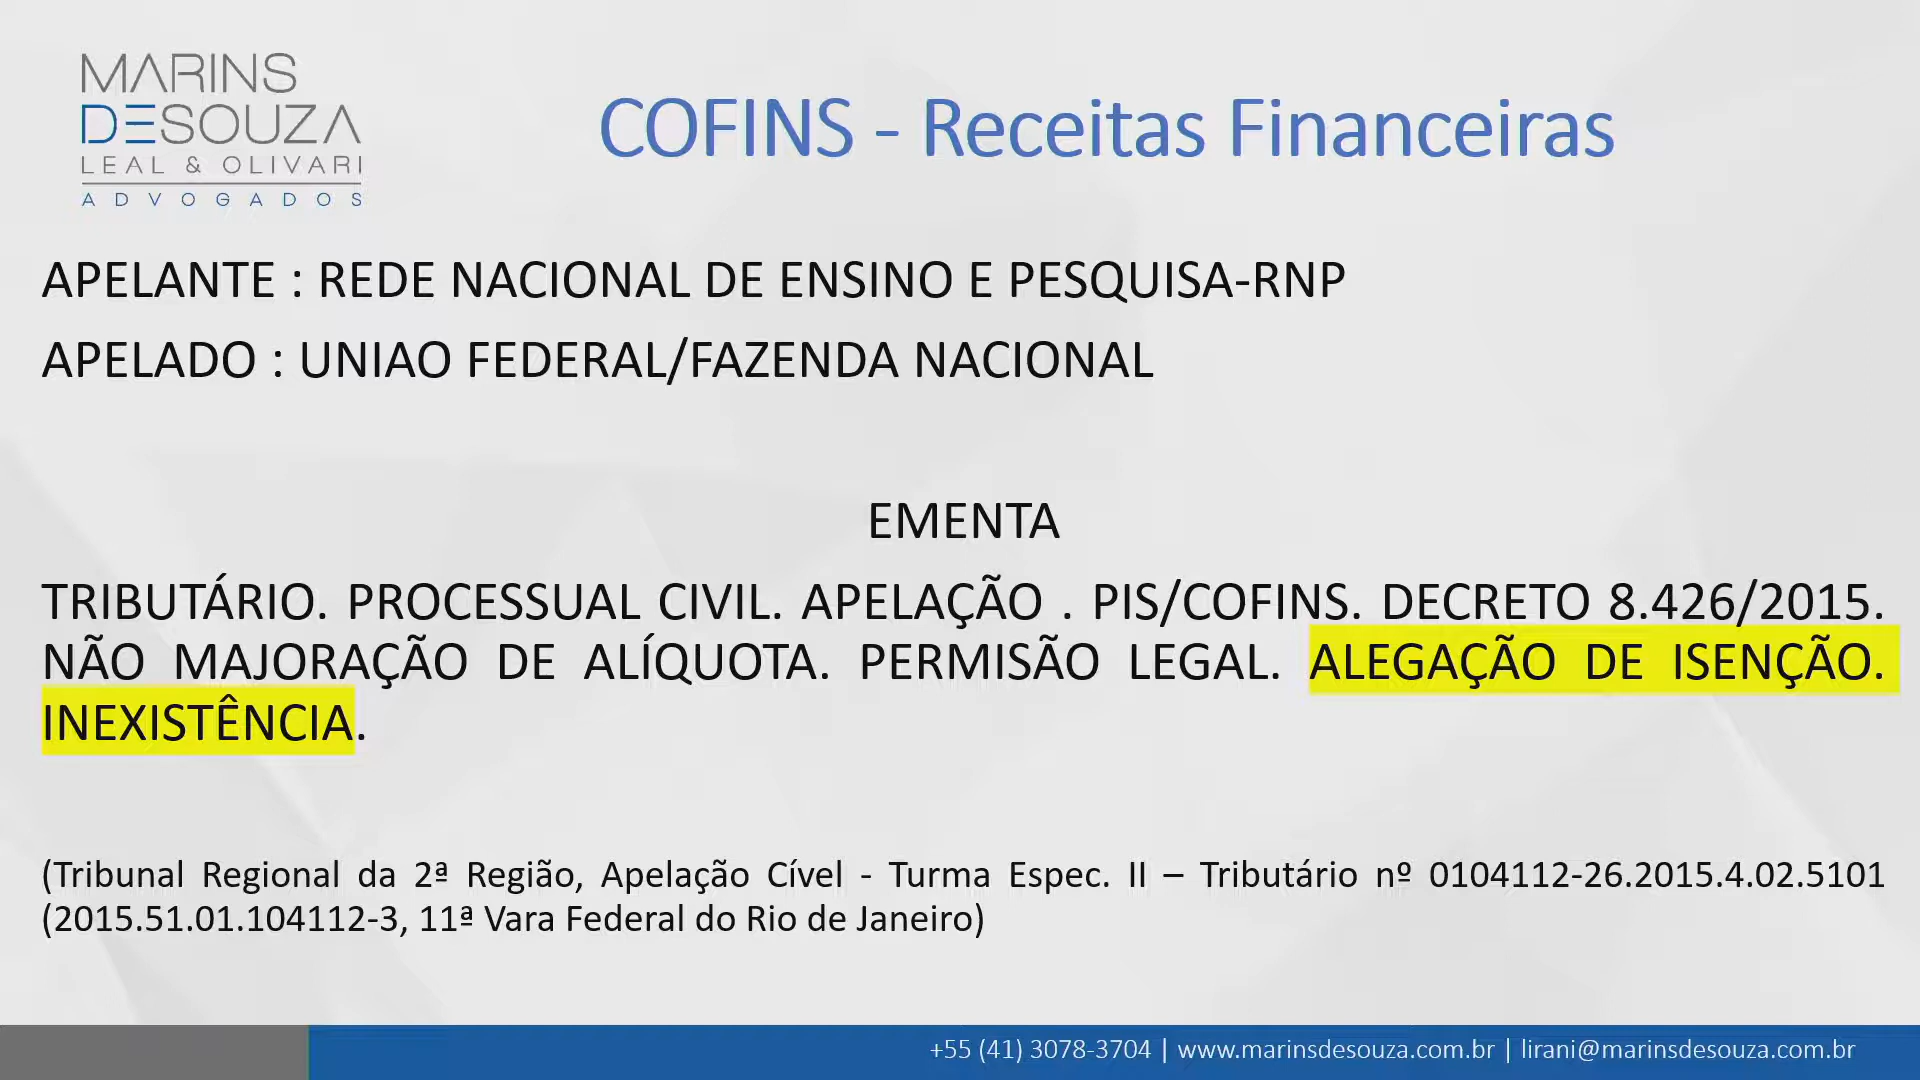 MARINS
DESOUZA
LEAL & OLIVARI
ADVOGADOS
COFINS - Receitas Financeiras
APELANTE : REDE NACIONAL DE ENSINO E PESQUISA-RNP
APELADO : UNIAO FEDERAL/FAZENDA NACIONAL
EMENTA
TRIBUTÁRIO. PROCESSUAL CIVIL. APELAÇÃO . PIS/COFINS. DECRETO 8.426/2015.
NÃO MAJORAÇÃO DE ALÍQUOTA. PERMISÃO LEGAL. ALEGAÇÃO DE ISENÇÃO.
INEXISTÊNCIA.
(Tribunal Regional da 2ª Região, Apelação Cível - Turma Espec. II – Tributário nº 0104112-26.2015.4.02.5101
(2015.51.01.104112-3, 11ª Vara Federal do Rio de Janeiro)
+55 (41) 3078-3704 | www.marinsdesouza.com.br | lirani@marinsdesouza.com.br